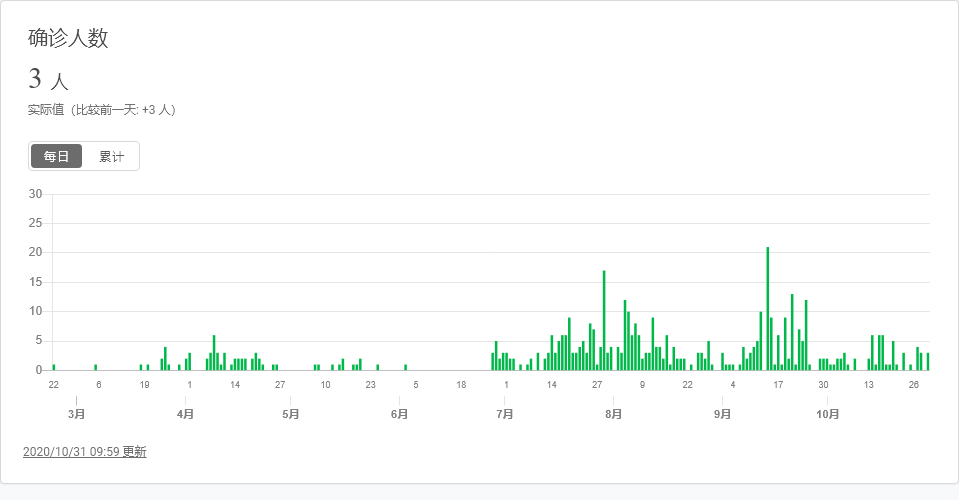 确诊人数
3 人
实际值（比较前一天: +3 人）
每日 累计
30
25
20
15
10
5
0
22 6 19 1 14 27 10 23 5 18 1 14 27 9 22 4 17 30 13 26
3月 4月 5月 6月 7月 8月 9月 10月
2020/10/31 09:59 更新